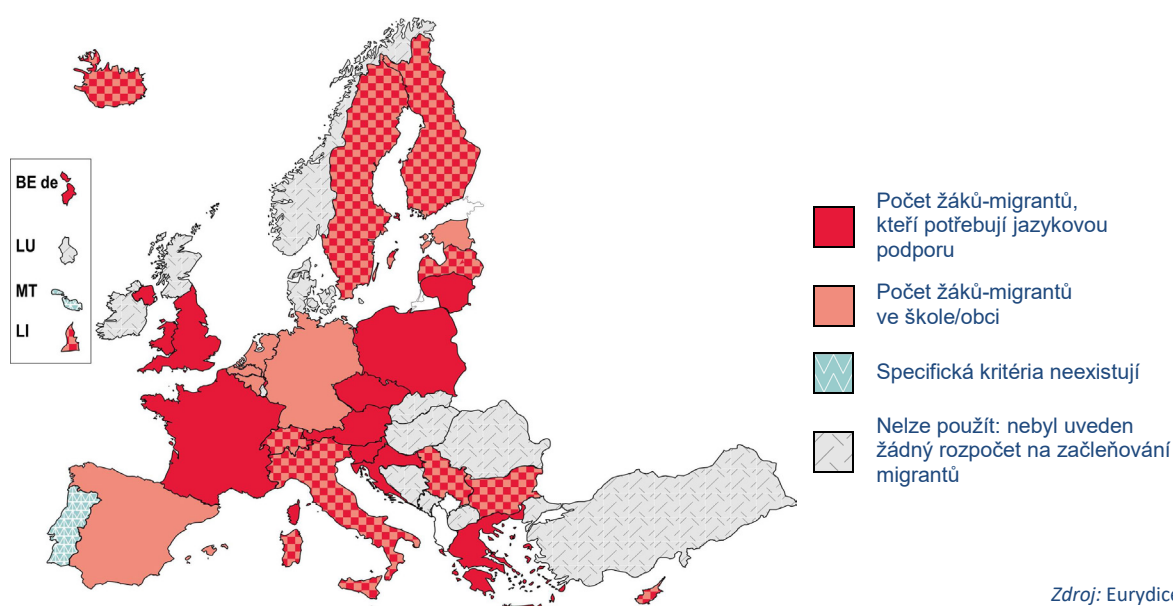 BE de
LU
MT
LI
Počet žáků-migrantů,
kteří potřebují jazykovou
podporu
Počet žáků-migrantů
ve škole/obci
Specifická kritéria neexistují
Nelze použít: nebyl uveden
žádný rozpočet na začleňování
migrantů
Zdroj: Eurydice